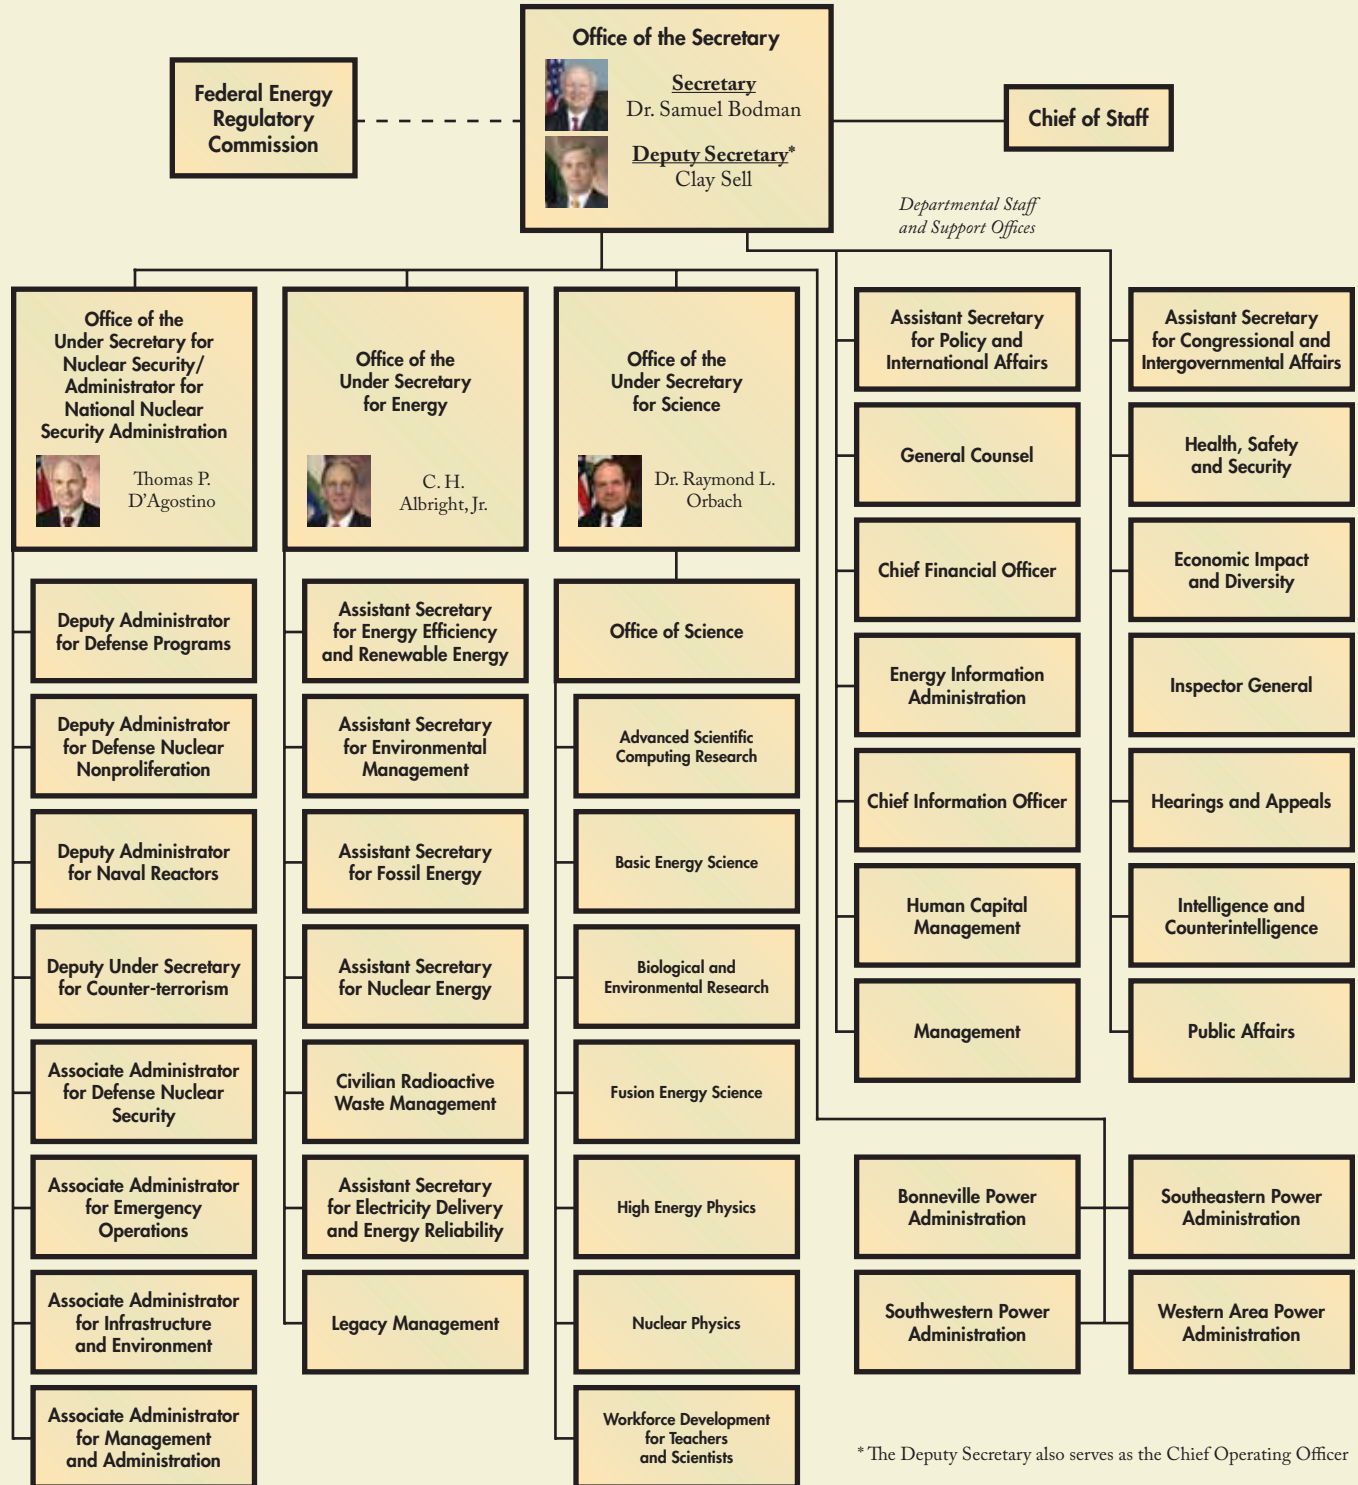 Office of the Secretary
Secretary
Dr. Samuel Bodman
Deputy Secretary*
Clay Sell
Federal Energy
Regulatory
Commission
Chief of Staff
Departmental Staff
and Support Offices
Office of the
Under Secretary for
Nuclear Security/
Administrator for
National Nuclear
Security Administration
Thomas P.
D'Agostino
Deputy Administrator
for Defense Programs
Deputy Administrator
for Defense Nuclear
Nonproliferation
Deputy Administrator
for Naval Reactors
Deputy Under Secretary
for Counter-terrorism
Associate Administrator
for Defense Nuclear
Security
Associate Administrator
for Emergency
Operations
Associate Administrator
for Infrastructure
and Environment
Associate Administrator
for Management
and Administration
Office of the
Under Secretary
for Energy
C. H.
Albright, Jr.
Assistant Secretary
for Energy Efficiency
and Renewable Energy
Assistant Secretary
for Environmental
Management
Assistant Secretary
for Fossil Energy
Assistant Secretary
for Nuclear Energy
Civilian Radioactive
Waste Management
Assistant Secretary
for Electricity Delivery
and Energy Reliability
Legacy Management
Office of the
Under Secretary
for Science
Dr. Raymond L.
Orbach
Office of Science
Advanced Scientific
Computing Research
Basic Energy Science
Biological and
Environmental Research
Fusion Energy Science
High Energy Physics
Nuclear Physics
Workforce Development
for Teachers
and Scientists
Assistant Secretary
for Policy and
International Affairs
General Counsel
Chief Financial Officer
Energy Information
Administration
Chief Information Officer
Human Capital
Management
Management
Assistant Secretary
for Congressional and
Intergovernmental Affairs
Health, Safety
and Security
Economic Impact
and Diversity
Inspector General
Hearings and Appeals
Intelligence and
Counterintelligence
Public Affairs
Bonneville Power
Administration
Southeastern Power
Administration
Southwestern Power
Administration
Western Area Power
Administration
* The Deputy Secretary also serves as the Chief Operating Officer